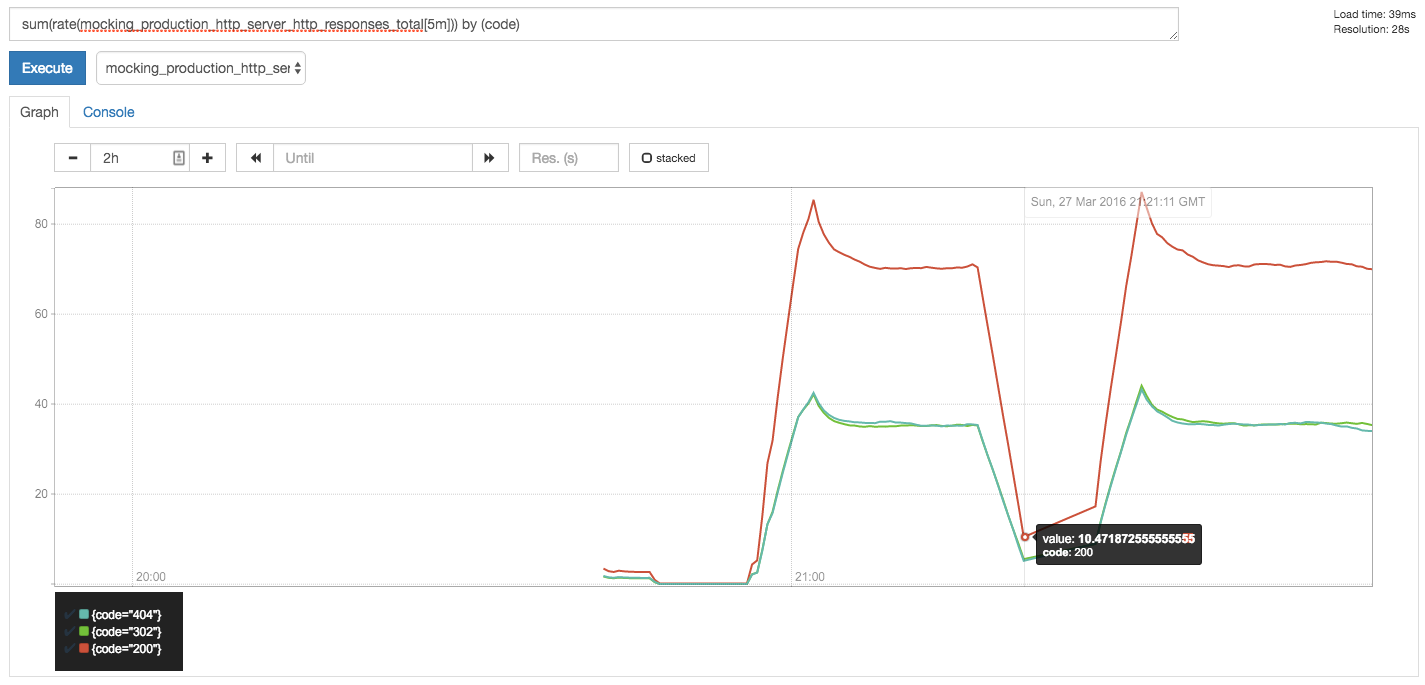 sum(rate(mocking_production_http_server_http_responses_total[5m])) by (code)
Load time: 39ms
Resolution: 28s
Execute
mocking_production_http_ser
Graph
Console
2h
Until
Res. (s)
stacked
Sun, 27 Mar 2016 21:21:11 GMT
80
60
40
20
value: 10.471872555555555
code: 200
20:00
21:00
{code="404"}
{code="302"}
{code="200"}